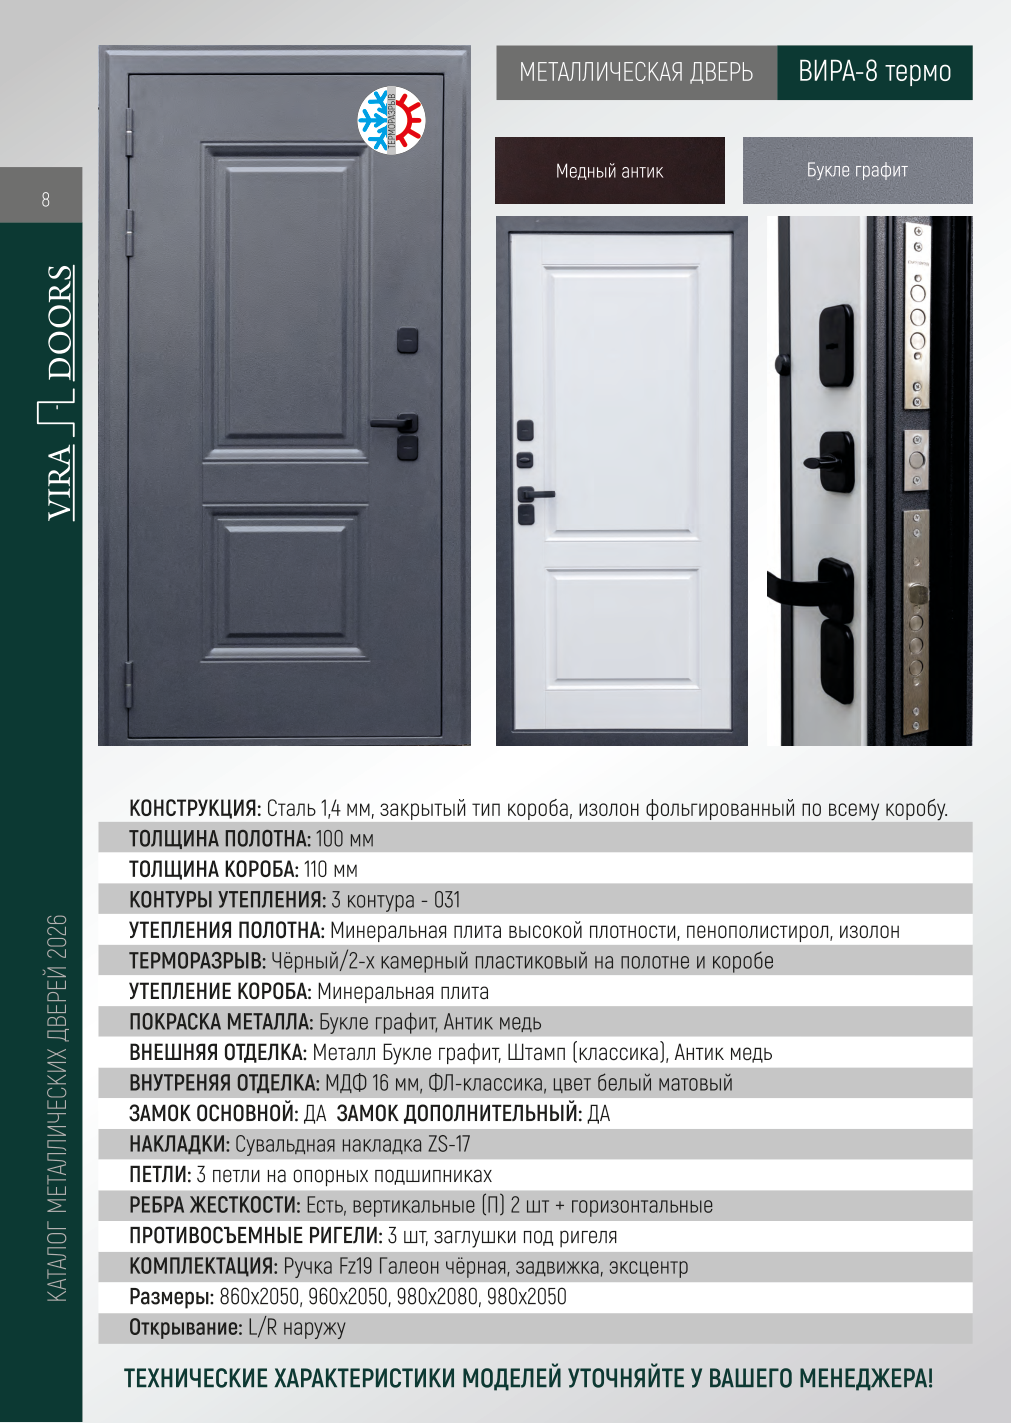 МЕТАЛЛИЧЕСКАЯ ДВЕРЬ ВИРА-8 термо
ТЕРМОРАЗРЫВ
Медный антик
Букле графит
8
VIRA DOORS
КАТАЛОГ МЕТАЛЛИЧЕСКИХ ДВЕРЕЙ 2026
КОНСТРУКЦИЯ: Сталь 1,4 мм, закрытый тип короба, изолон фольгированный по всему коробу.
ТОЛЩИНА ПОЛОТНА: 100 мм
ТОЛЩИНА КОРОБА: 110 мм
КОНТУРЫ УТЕПЛЕНИЯ: 3 контура - 031
УТЕПЛЕНИЯ ПОЛОТНА: Минеральная плита высокой плотности, пенополистирол, изолон
ТЕРМОРАЗРЫВ: Чёрный/2-х камерный пластиковый на полотне и коробе
УТЕПЛЕНИЕ КОРОБА: Минеральная плита
ПОКРАСКА МЕТАЛЛА: Букле графит, Антик медь
ВНЕШНЯЯ ОТДЕЛКА: Металл Букле графит, Штамп (классика), Антик медь
ВНУТРЕНЯЯ ОТДЕЛКА: МДФ 16 мм, ФЛ-классика, цвет белый матовый
ЗАМОК ОСНОВНОЙ: ДА ЗАМОК ДОПОЛНИТЕЛЬНЫЙ: ДА
НАКЛАДКИ: Сувальдная накладка ZS-17
ПЕТЛИ: 3 петли на опорных подшипниках
РЕБРА ЖЕСТКОСТИ: Есть, вертикальные (П) 2 шт + горизонтальные
ПРОТИВОСЪЕМНЫЕ РИГЕЛИ: 3 шт, заглушки под ригеля
КОМПЛЕКТАЦИЯ: Ручка Fz19 Галеон чёрная, задвижка, эксцентр
Размеры: 860х2050, 960х2050, 980х2080, 980х2050
Открывание: L/R наружу
ТЕХНИЧЕСКИЕ ХАРАКТЕРИСТИКИ МОДЕЛЕЙ УТОЧНЯЙТЕ У ВАШЕГО МЕНЕДЖЕРА!